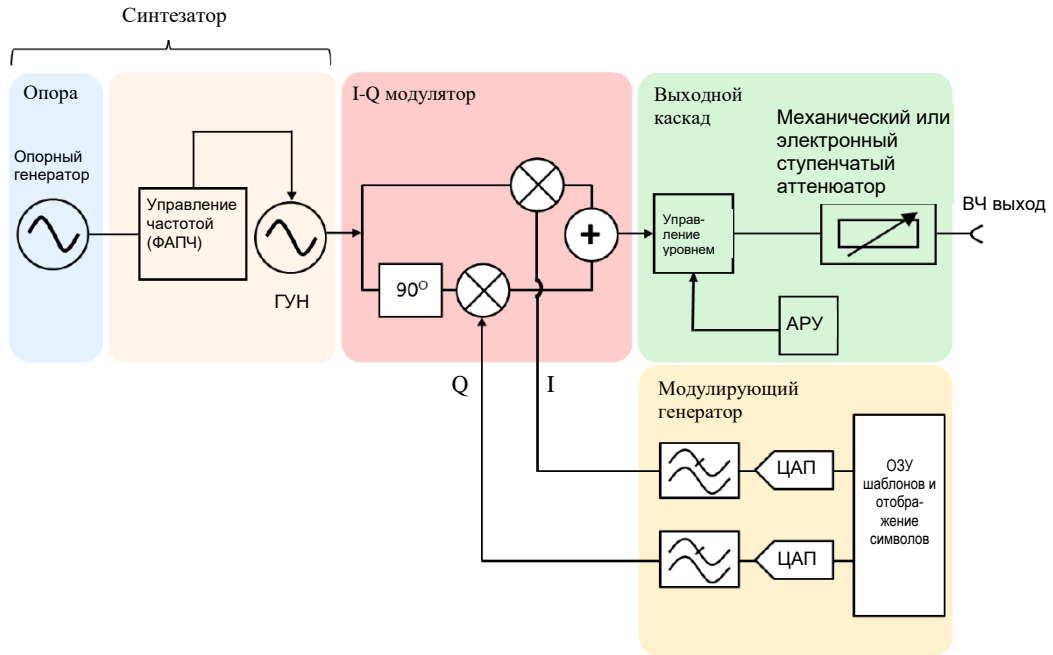 Синтезатор
Опора
Опорный
генератор
Управление
частотой
(ФАПЧ)
ГУН
I-Q модулятор
90°
Q
I
Выходной
каскад
Управ-
ление
уровнем
Механический или
электронный
ступенчатый
аттенюатор
ВЧ выход
АРУ
Модулирующий
генератор
ЦАП
ЦАП
ОЗУ
шаблонов и
отобра-
жение
символов